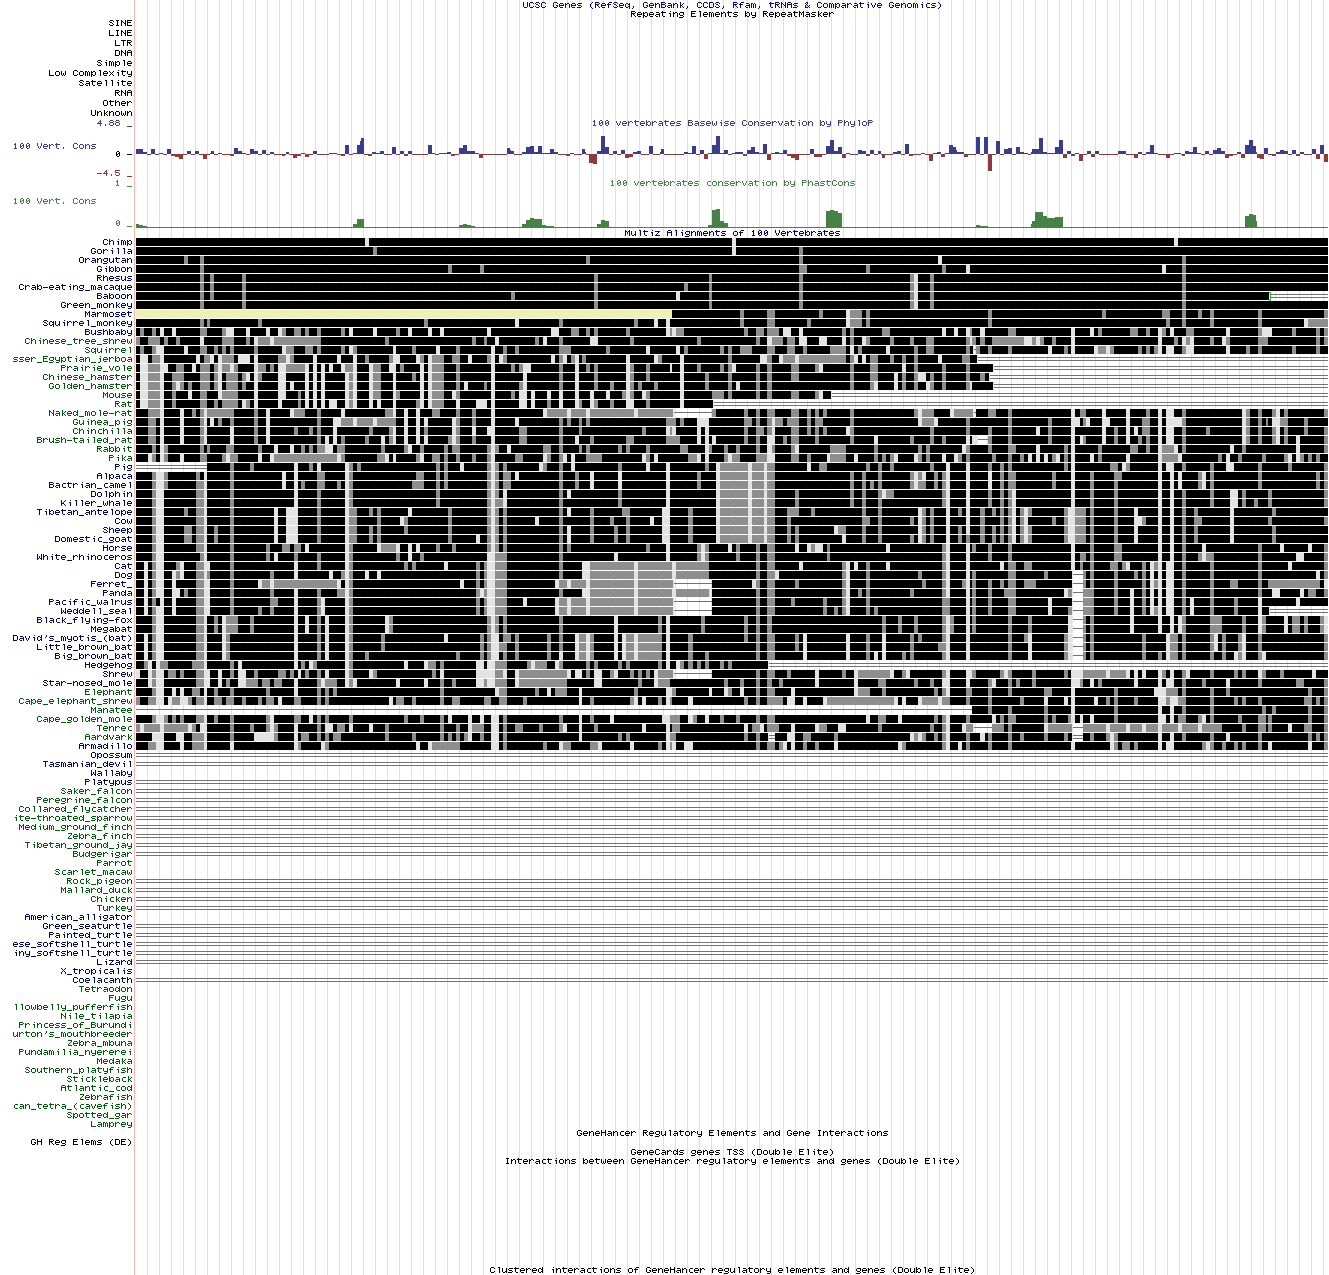 UCSC Genes (RefSeq, GenBank, CCDS, Rfam, tRNAs & Comparative Genomics)
Repeating Elements by RepeatMasker
SINE
LINE
LTR
DNA
Simple
Low Complexity
Satellite
RNA
Other
Unknown
4.88 _
100 vertebrates Basewise Conservation by PhyloP
100 Vert. Cons
0 -
-4.5 _
100 vertebrates conservation by PhastCons
1 _
100 Vert. Cons
0 _
Multiz Alignments of 100 Vertebrates
Chimp
Gorilla
Orangutan
Gibbon
Rhesus
Crab-eating_macaque
Baboon
Green_monkey
Marmoset
Squirrel_monkey
Bushbaby
Chinese_tree_shrew
Squirrel
sser_Egyptian_jerboa
Prairie_vole
Chinese_hamster
Golden_hamster
Mouse
Rat
Naked_mole-rat
Guinea_pig
Chinchilla
Brush-tailed_rat
Rabbit
Pika
Pig
Alpaca
Bactrian_camel
Dolphin
Killer_whale
Tibetan_antelope
Cow
Sheep
Domestic_goat
Horse
White_rhinoceros
Cat
Dog
Ferret_
Panda
Pacific_walrus
Weddell_seal
Black_flying-fox
Megabat
David's_myotis_(bat)
Little_brown_bat
Big_brown_bat
Hedgehog
Shrew
Star-nosed_mole
Elephant
Cape_elephant_shrew
Manatee
Cape_golden_mole
Tenrec
Aardvark
Armadillo
Opossum
Tasmanian_devil
Wallaby
Platypus
Saker_falcon
Peregrine_falcon
Collared_flycatcher
ite-throated_sparrow
Medium_ground_finch
Zebra_finch
Tibetan_ground_jay
Budgerigar
Parrot
Scarlet_macaw
Rock_pigeon
Mallard_duck
Chicken
Turkey
American_alligator
Green_seaturtle
Painted_turtle
ese_softshell_turtle
iny_softshell_turtle
Lizard
X_tropicalis
Coelacanth
Tetraodon
Fugu
llowbelly_pufferfish
Nile_tilapia
Princess_of_Burundi
urton's_mouthbreeder
Zebra_mbuna
Pundamilia_nyererei
Medaka
Southern_platyfish
Stickleback
Atlantic_cod
Zebrafish
can_tetra_(cavefish)
Spotted_gar
Lamprey
GeneHancer Regulatory Elements and Gene Interactions
GH Reg Elems (DE)
GeneCards genes TSS (Double Elite)
Interactions between GeneHancer regulatory elements and genes (Double Elite)
Clustered interactions of GeneHancer regulatory elements and genes (Double Elite)